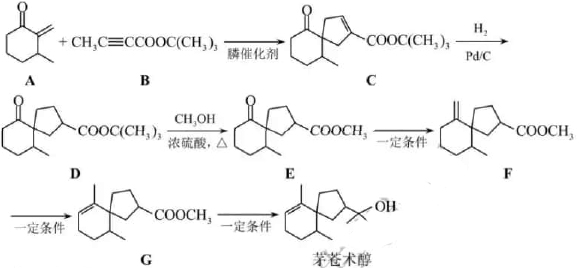 O
O
+ CH₃C≡CCOOC(CH₃)₃
膦催化剂
COOC(CH₃)₃
H₂
Pd/C
A
B
C
O
COOC(CH₃)₃
CH₃OH
浓硫酸,△
O
COOCH₃
一定条件
COOCH₃
D
E
F
一定条件
COOCH₃
一定条件
OH
G
茅苍术醇